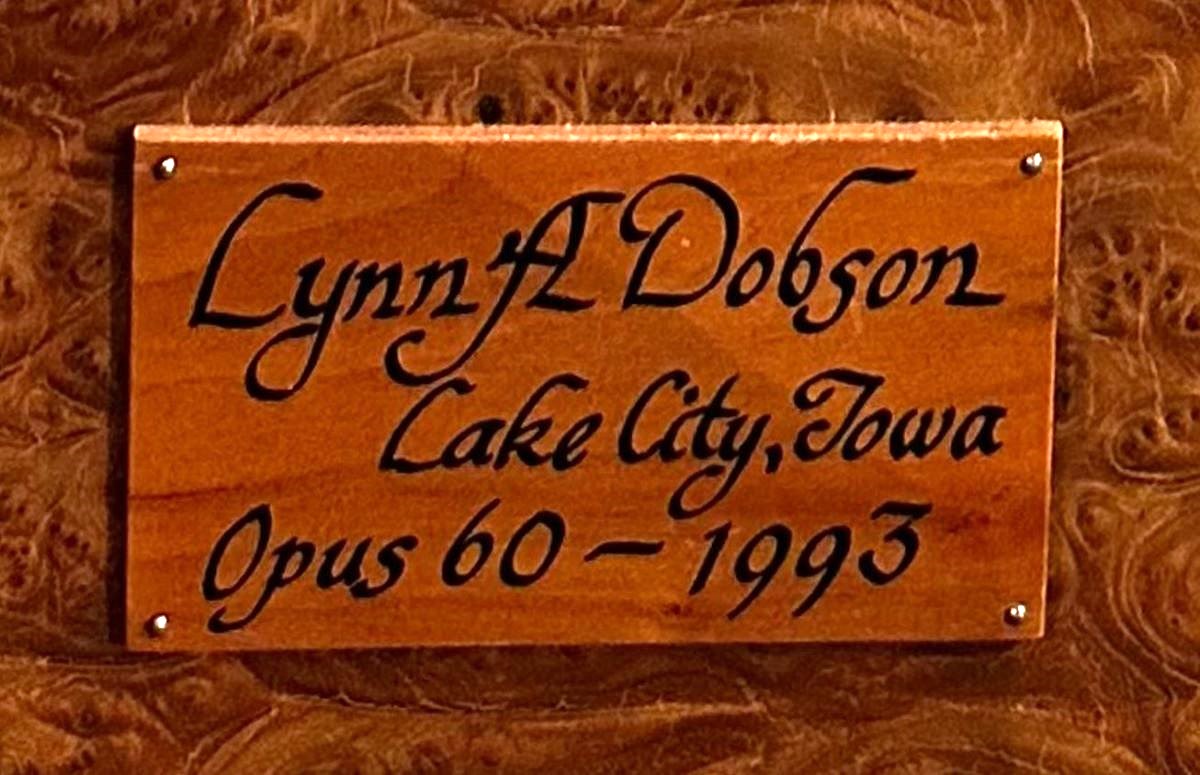 Lynn A Dobson
Lake City, Iowa
Opus 60 – 1993